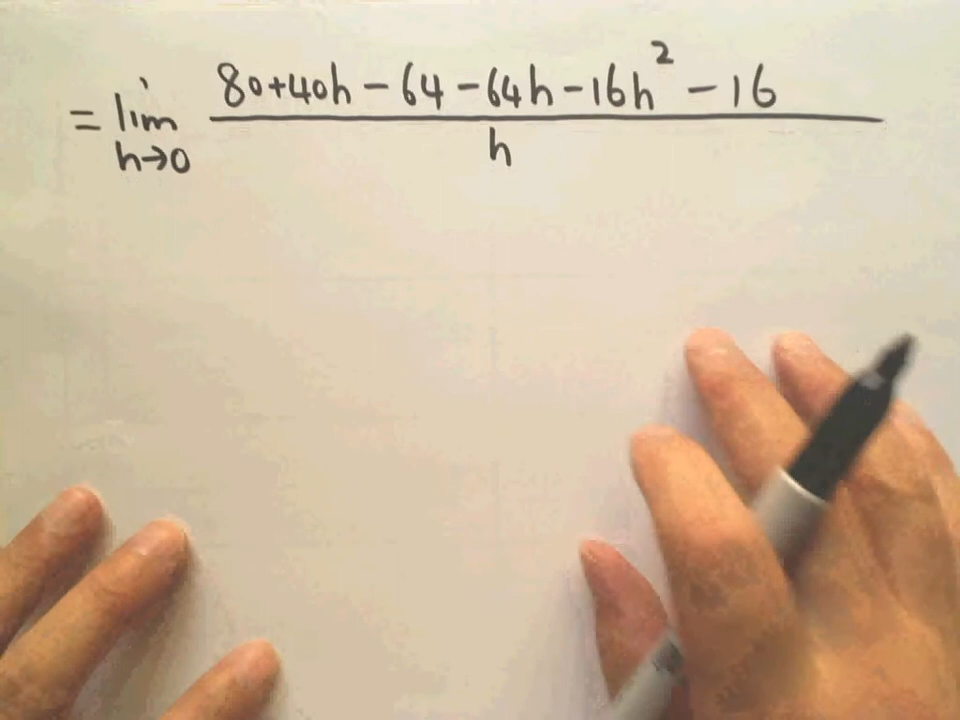 = lim 80+40h - 64 - 64h - 16h² - 16
h→0 h